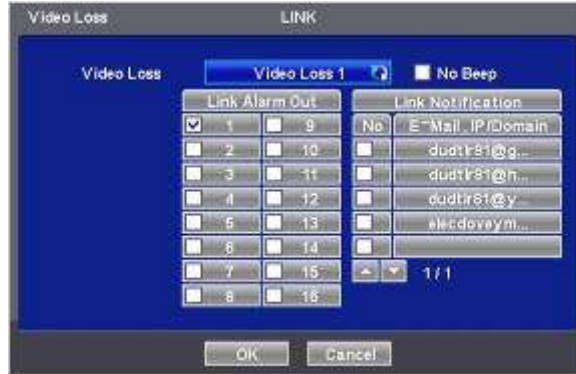 Video Loss LINK
Video Loss Video Loss 1 No Beep
Link Alarm Out Link Notification
1 9 No E-Mail, IP/Domain
2 10 dudtlr81@g...
3 11 dudtlr81@h...
4 12 dudtlr81@y...
5 13 elecdoveym...
6 14
7 15 1/1
8 16
OK Cancel